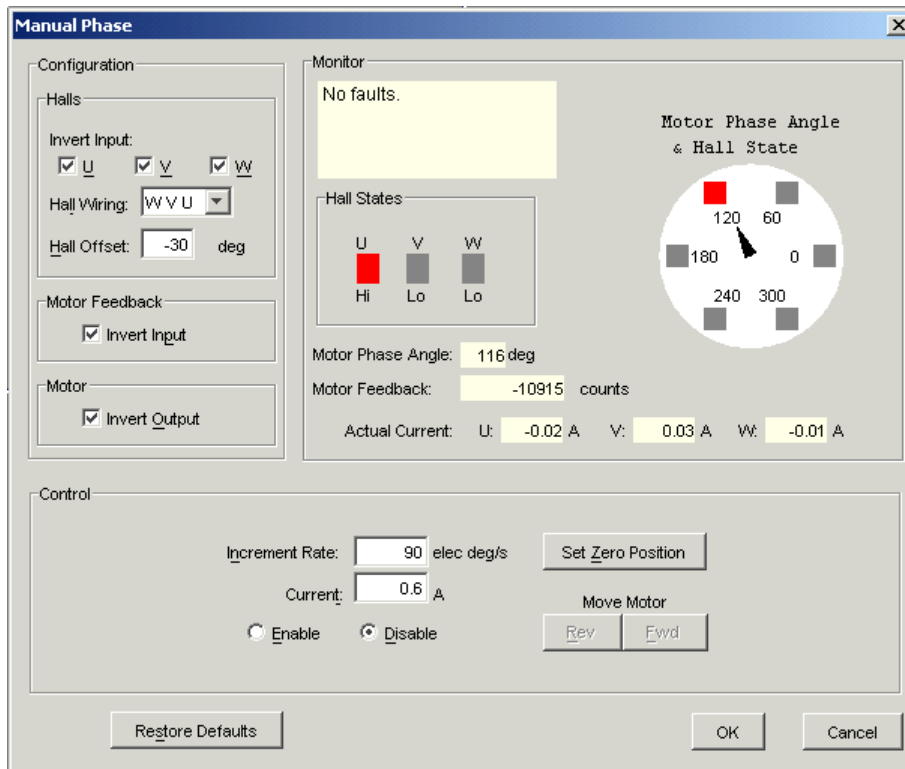 Manual Phase
Configuration
Halls
Invert Input:
U V W
Hall Wiring: W V U
Hall Offset: -30 deg
Motor Feedback
Invert Input
Motor
Invert Output
Monitor
No faults.
Hall States
U V W
Hi Lo Lo
Motor Phase Angle
& Hall State
120 60
180 0
240 300
Motor Phase Angle: 116 deg
Motor Feedback: -10915 counts
Actual Current: U: -0.02 A V: 0.03 A W: -0.01 A
Control
Increment Rate: 90 elec deg/s Set Zero Position
Current: 0.6 A
Move Motor
Enable Disable Rev Fwd
Restore Defaults OK Cancel